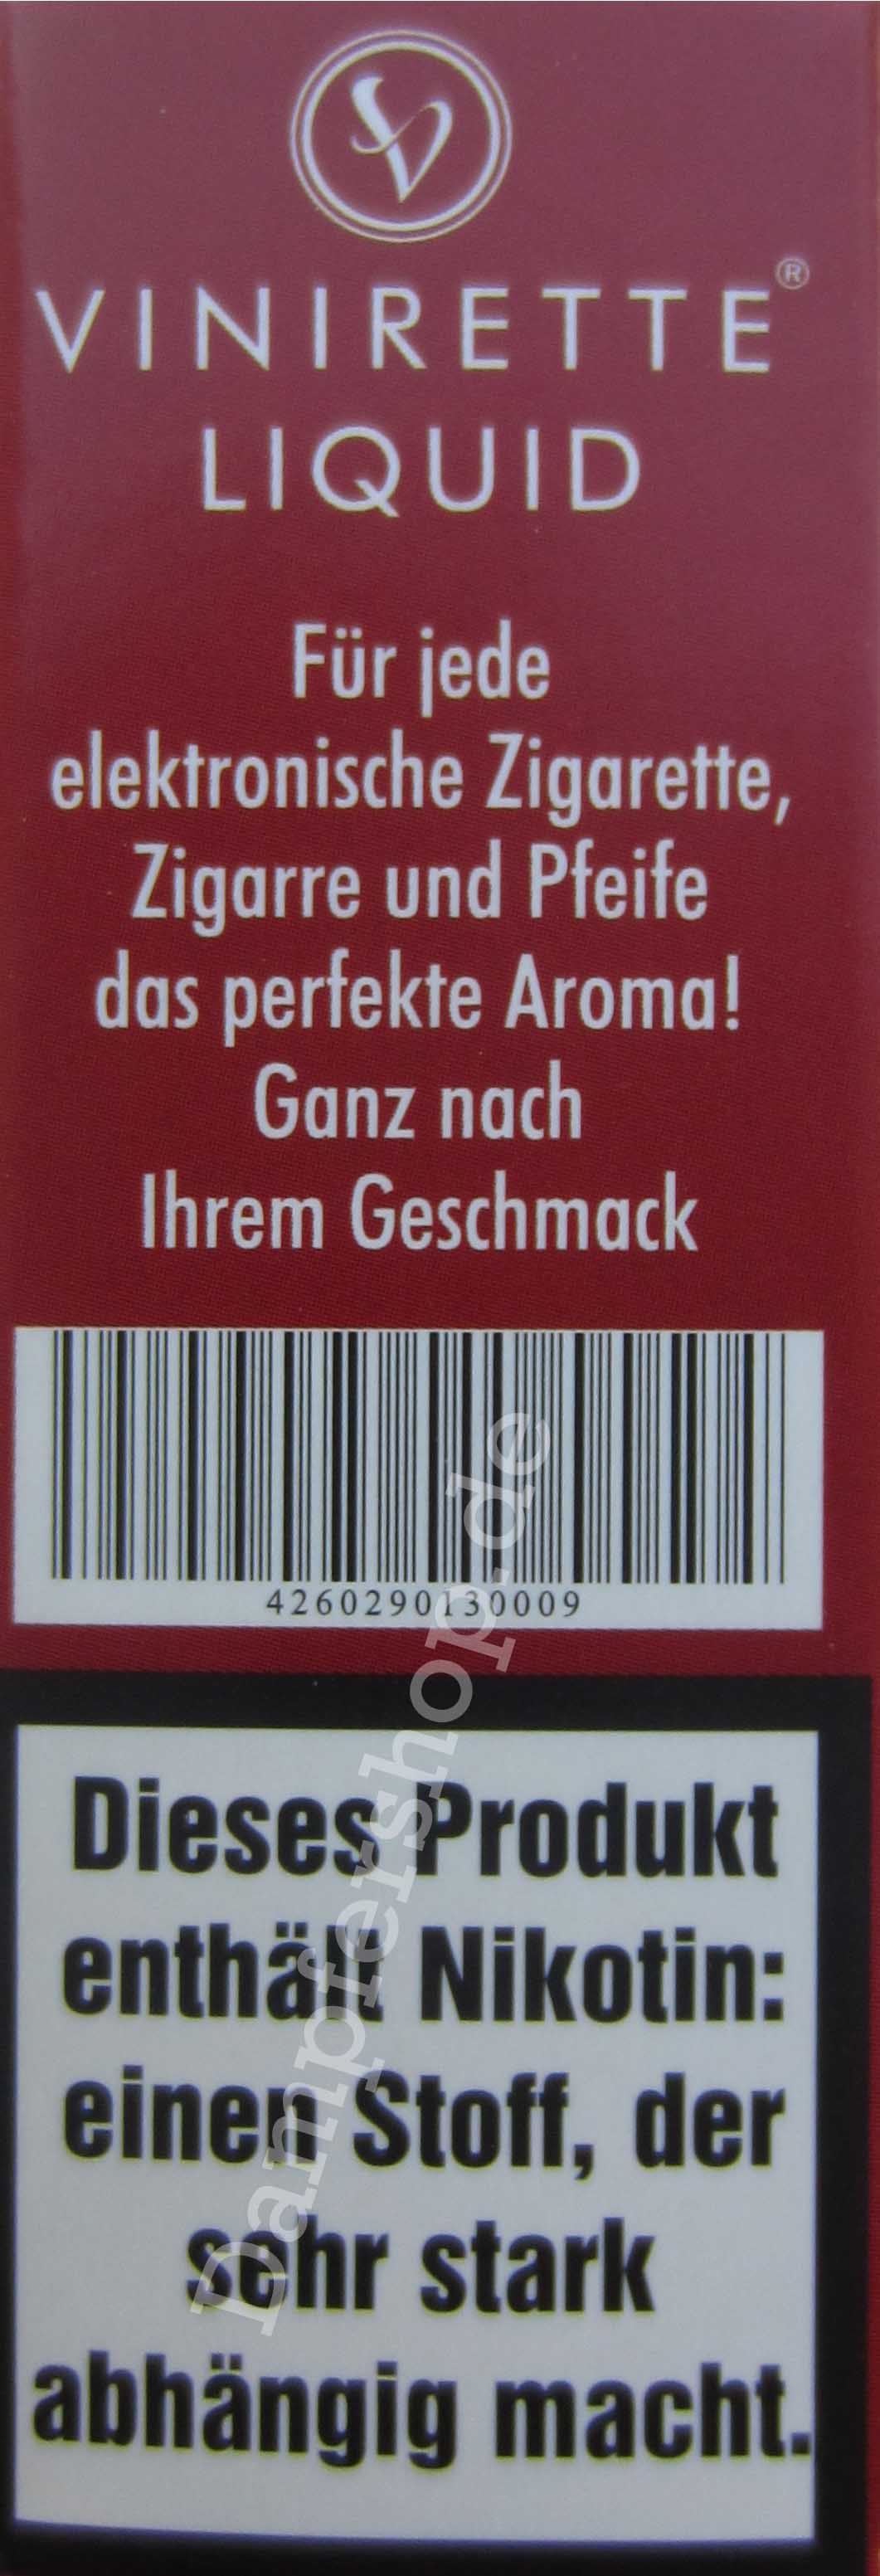 V
VINIRETTE®
LIQUID
Für jede
elektronische Zigarette,
Zigarre und Pfeife
das perfekte Aroma!
Ganz nach
Ihrem Geschmack
4260290130009
Dieses Produkt
enthält Nikotin:
einen Stoff, der
sehr stark
abhängig macht.
Dampfershop.de